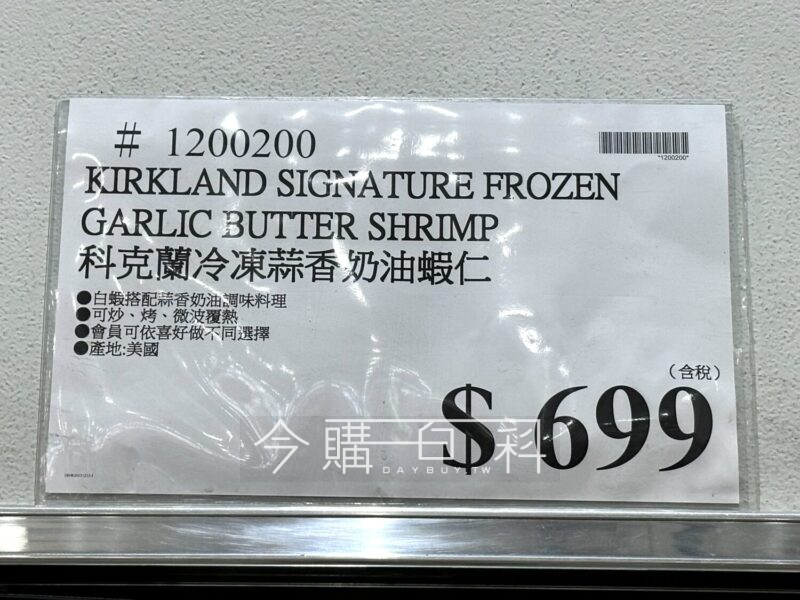 # 1200200
*1200200*
KIRKLAND SIGNATURE FROZEN
GARLIC BUTTER SHRIMP
科克蘭冷凍蒜香奶油蝦仁
●白蝦搭配蒜香奶油調味料理
●可炒、烤、微波覆熱
●會員可依喜好做不同選擇
●產地:美國
(含稅)
$ 699
今購百科
DAYBUY.TW